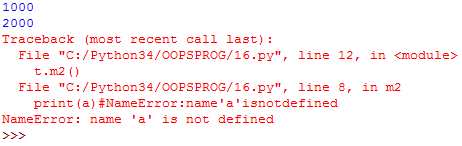 1000
2000
Traceback (most recent call last):
  File "C:/Python34/OOPSPROG/16.py", line 12, in <module>
    t.m2()
  File "C:/Python34/OOPSPROG/16.py", line 8, in m2
    print(a)#NameError:name'a'isnotdefined
NameError: name 'a' is not defined
>>>